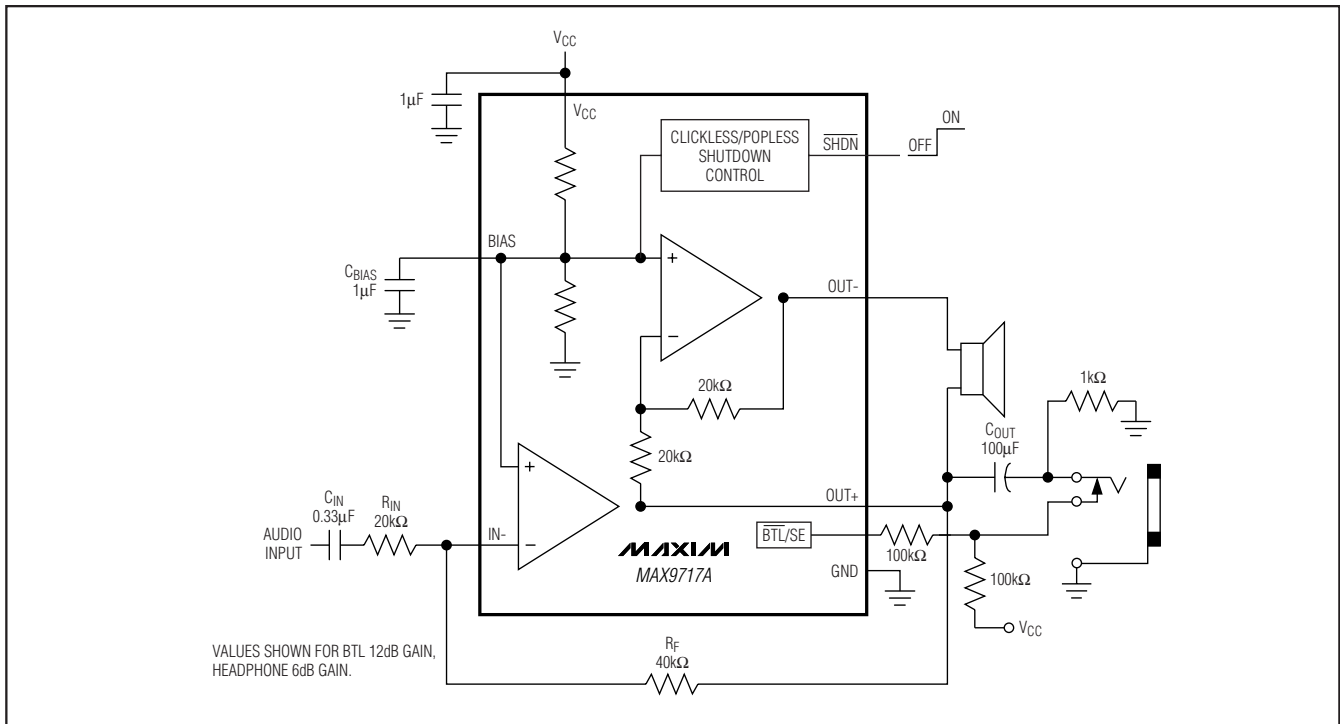 VCC
1µF
VCC
CLICKLESS/POPLESS
SHUTDOWN
CONTROL
SHDN
ON
OFF
BIAS
CBIAS
1µF
+
−
OUT-
20kΩ
20kΩ
1kΩ
COUT
100µF
OUT+
CIN
0.33µF
RIN
20kΩ
AUDIO
INPUT
IN-
+
−
MAXIM
MAX9717A
BTL/SE
100kΩ
GND
100kΩ
VCC
VALUES SHOWN FOR BTL 12dB GAIN,
HEADPHONE 6dB GAIN.
RF
40kΩ